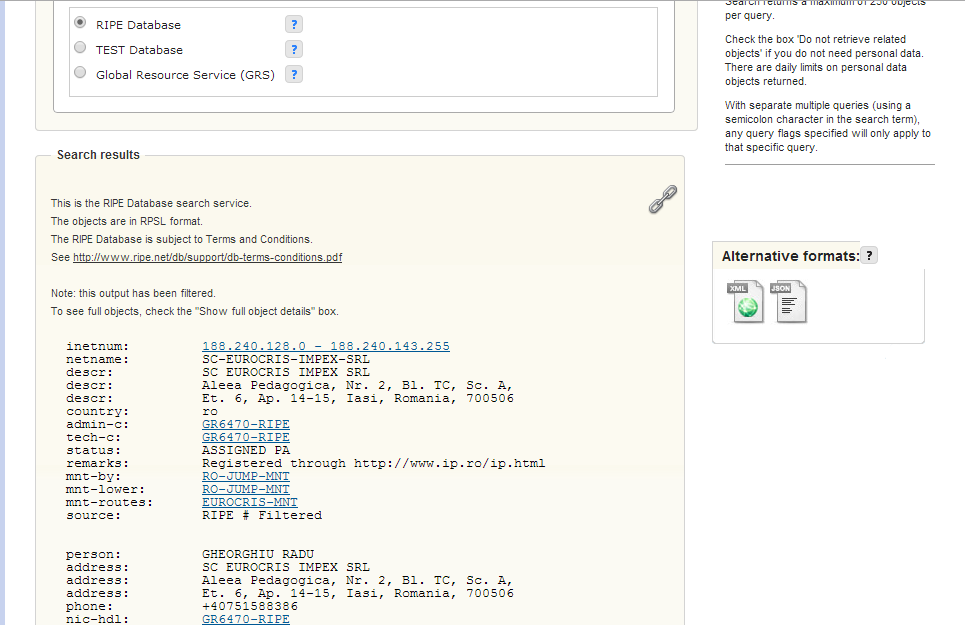 RIPE Database ?
TEST Database ?
Global Resource Service (GRS) ?
Search returns a maximum of 250 objects
per query.
Check the box 'Do not retrieve related
objects' if you do not need personal data.
There are daily limits on personal data
objects returned.
With separate multiple queries (using a
semicolon character in the search term),
any query flags specified will only apply to
that specific query.
Search results
This is the RIPE Database search service.
The objects are in RPSL format.
The RIPE Database is subject to Terms and Conditions.
See http://www.ripe.net/db/support/db-terms-conditions.pdf
Note: this output has been filtered.
To see full objects, check the "Show full object details" box.
inetnum: 188.240.128.0 - 188.240.143.255
netname: SC-EUROCRIS-IMPEX-SRL
descr: SC EUROCRIS IMPEX SRL
descr: Aleea Pedagogica, Nr. 2, Bl. TC, Sc. A,
descr: Et. 6, Ap. 14-15, Iasi, Romania, 700506
country: ro
admin-c: GR6470-RIPE
tech-c: GR6470-RIPE
status: ASSIGNED PA
remarks: Registered through http://www.ip.ro/ip.html
mnt-by: RO-JUMP-MNT
mnt-lower: RO-JUMP-MNT
mnt-routes: EUROCRIS-MNT
source: RIPE # Filtered
person: GHEORGHIU RADU
address: SC EUROCRIS IMPEX SRL
address: Aleea Pedagogica, Nr. 2, Bl. TC, Sc. A,
address: Et. 6, Ap. 14-15, Iasi, Romania, 700506
phone: +40751588386
nic-hdl: GR6470-RIPE
Alternative formats: ?
XML JSON